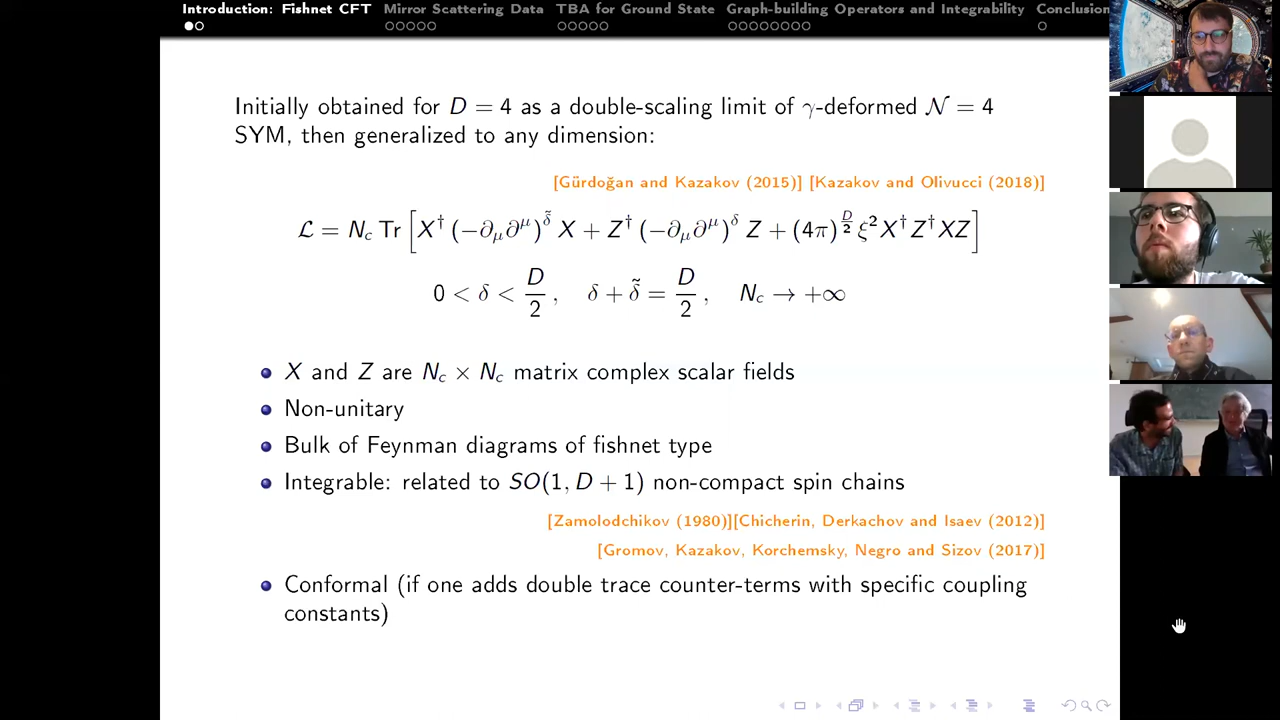 Introduction: Fishnet CFT Mirror Scattering Data TBA for Ground State Graph-building Operators and Integrability Conclusion
Initially obtained for D = 4 as a double-scaling limit of γ-deformed 𝒩 = 4
SYM, then generalized to any dimension:
[Gürdoğan and Kazakov (2015)] [Kazakov and Olivucci (2018)]
ℒ = N_c Tr [X† (−∂_μ∂^μ)^δ̃ X + Z† (−∂_μ∂^μ)^δ Z + (4π)^{D/2} ξ² X†Z†XZ]
0 < δ < D/2 , δ + δ̃ = D/2 , N_c → +∞
X and Z are N_c × N_c matrix complex scalar fields
Non-unitary
Bulk of Feynman diagrams of fishnet type
Integrable: related to SO(1, D + 1) non-compact spin chains
[Zamolodchikov (1980)][Chicherin, Derkachov and Isaev (2012)]
[Gromov, Kazakov, Korchemsky, Negro and Sizov (2017)]
Conformal (if one adds double trace counter-terms with specific coupling
constants)